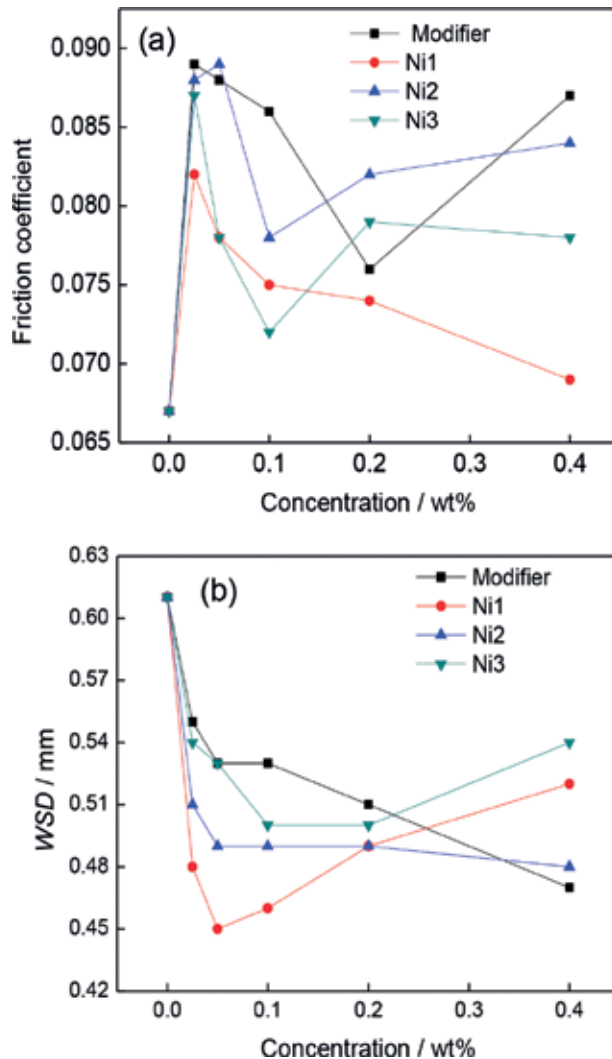 (a)
Modifier
Ni1
Ni2
Ni3
0.090
0.085
0.080
0.075
0.070
0.065
Friction coefficient
0.0 0.1 0.2 0.3 0.4
Concentration / wt%
(b)
Modifier
Ni1
Ni2
Ni3
0.63
0.60
0.57
0.54
0.51
0.48
0.45
0.42
WSD / mm
0.0 0.1 0.2 0.3 0.4
Concentration / wt%